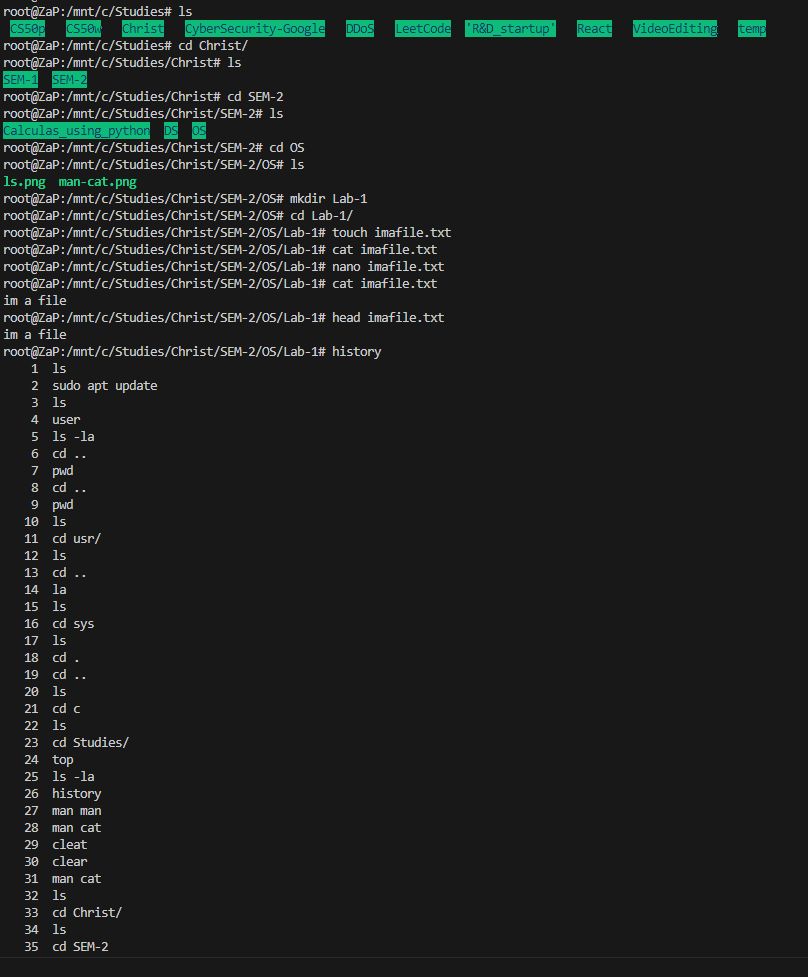 root@ZaP:/mnt/c/Studies# ls
CS50p CS50w Christ CyberSecurity-Google DDoS LeetCode 'R&D_startup' React VideoEditing temp
root@ZaP:/mnt/c/Studies# cd Christ/
root@ZaP:/mnt/c/Studies/Christ# ls
SEM-1 SEM-2
root@ZaP:/mnt/c/Studies/Christ# cd SEM-2
root@ZaP:/mnt/c/Studies/Christ/SEM-2# ls
Calculas_using_python DS OS
root@ZaP:/mnt/c/Studies/Christ/SEM-2# cd OS
root@ZaP:/mnt/c/Studies/Christ/SEM-2/OS# ls
ls.png man-cat.png
root@ZaP:/mnt/c/Studies/Christ/SEM-2/OS# mkdir Lab-1
root@ZaP:/mnt/c/Studies/Christ/SEM-2/OS# cd Lab-1/
root@ZaP:/mnt/c/Studies/Christ/SEM-2/OS/Lab-1# touch imafile.txt
root@ZaP:/mnt/c/Studies/Christ/SEM-2/OS/Lab-1# cat imafile.txt
root@ZaP:/mnt/c/Studies/Christ/SEM-2/OS/Lab-1# nano imafile.txt
root@ZaP:/mnt/c/Studies/Christ/SEM-2/OS/Lab-1# cat imafile.txt
im a file
root@ZaP:/mnt/c/Studies/Christ/SEM-2/OS/Lab-1# head imafile.txt
im a file
root@ZaP:/mnt/c/Studies/Christ/SEM-2/OS/Lab-1# history
1 ls
2 sudo apt update
3 ls
4 user
5 ls -la
6 cd ..
7 pwd
8 cd ..
9 pwd
10 ls
11 cd usr/
12 ls
13 cd ..
14 la
15 ls
16 cd sys
17 ls
18 cd .
19 cd ..
20 ls
21 cd c
22 ls
23 cd Studies/
24 top
25 ls -la
26 history
27 man man
28 man cat
29 cleat
30 clear
31 man cat
32 ls
33 cd Christ/
34 ls
35 cd SEM-2